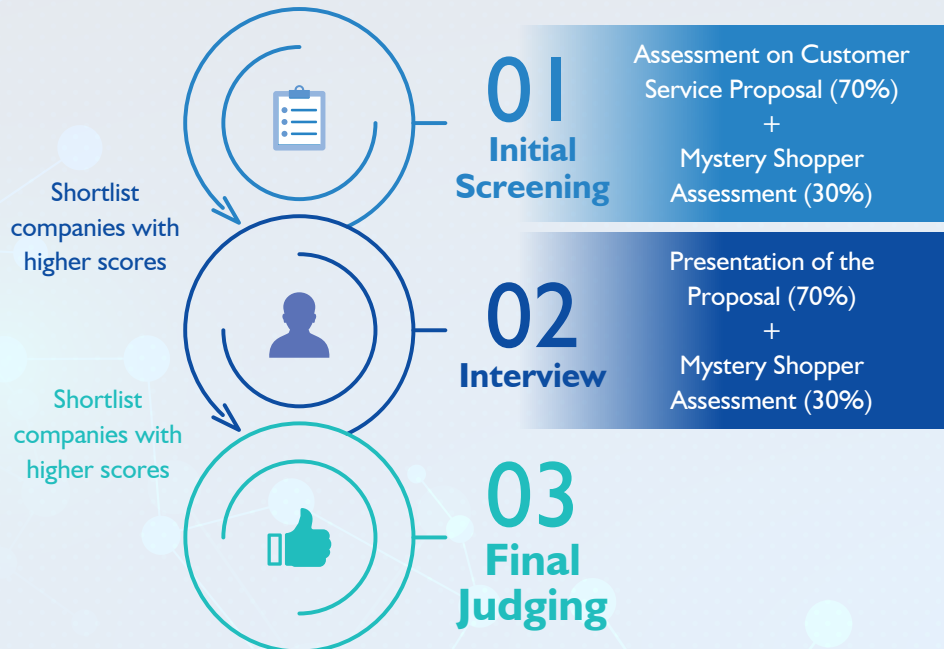 01
Initial
Screening
Assessment on Customer
Service Proposal (70%)
+
Mystery Shopper
Assessment (30%)
Shortlist
companies with
higher scores
02
Interview
Presentation of the
Proposal (70%)
+
Mystery Shopper
Assessment (30%)
Shortlist
companies with
higher scores
03
Final
Judging